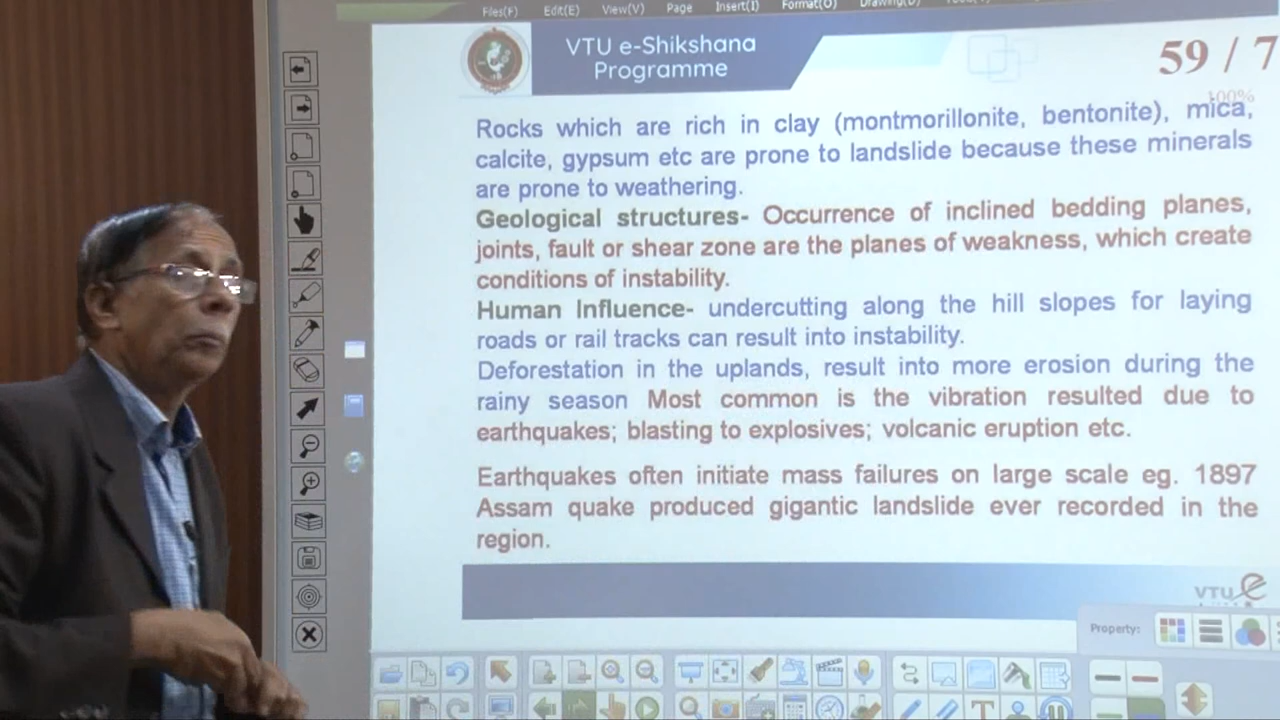 Files(F) Edit(E) View(V) Page Insert(I) Format(O)
VTU e-Shikshana
Programme
59 / 7
100%
Rocks which are rich in clay (montmorillonite, bentonite), mica,
calcite, gypsum etc are prone to landslide because these minerals
are prone to weathering.
Geological structures- Occurrence of inclined bedding planes,
joints, fault or shear zone are the planes of weakness, which create
conditions of instability.
Human Influence- undercutting along the hill slopes for laying
roads or rail tracks can result into instability.
Deforestation in the uplands, result into more erosion during the
rainy season Most common is the vibration resulted due to
earthquakes; blasting to explosives; volcanic eruption etc.
Earthquakes often initiate mass failures on large scale eg. 1897
Assam quake produced gigantic landslide ever recorded in the
region.
VTU e
Property: